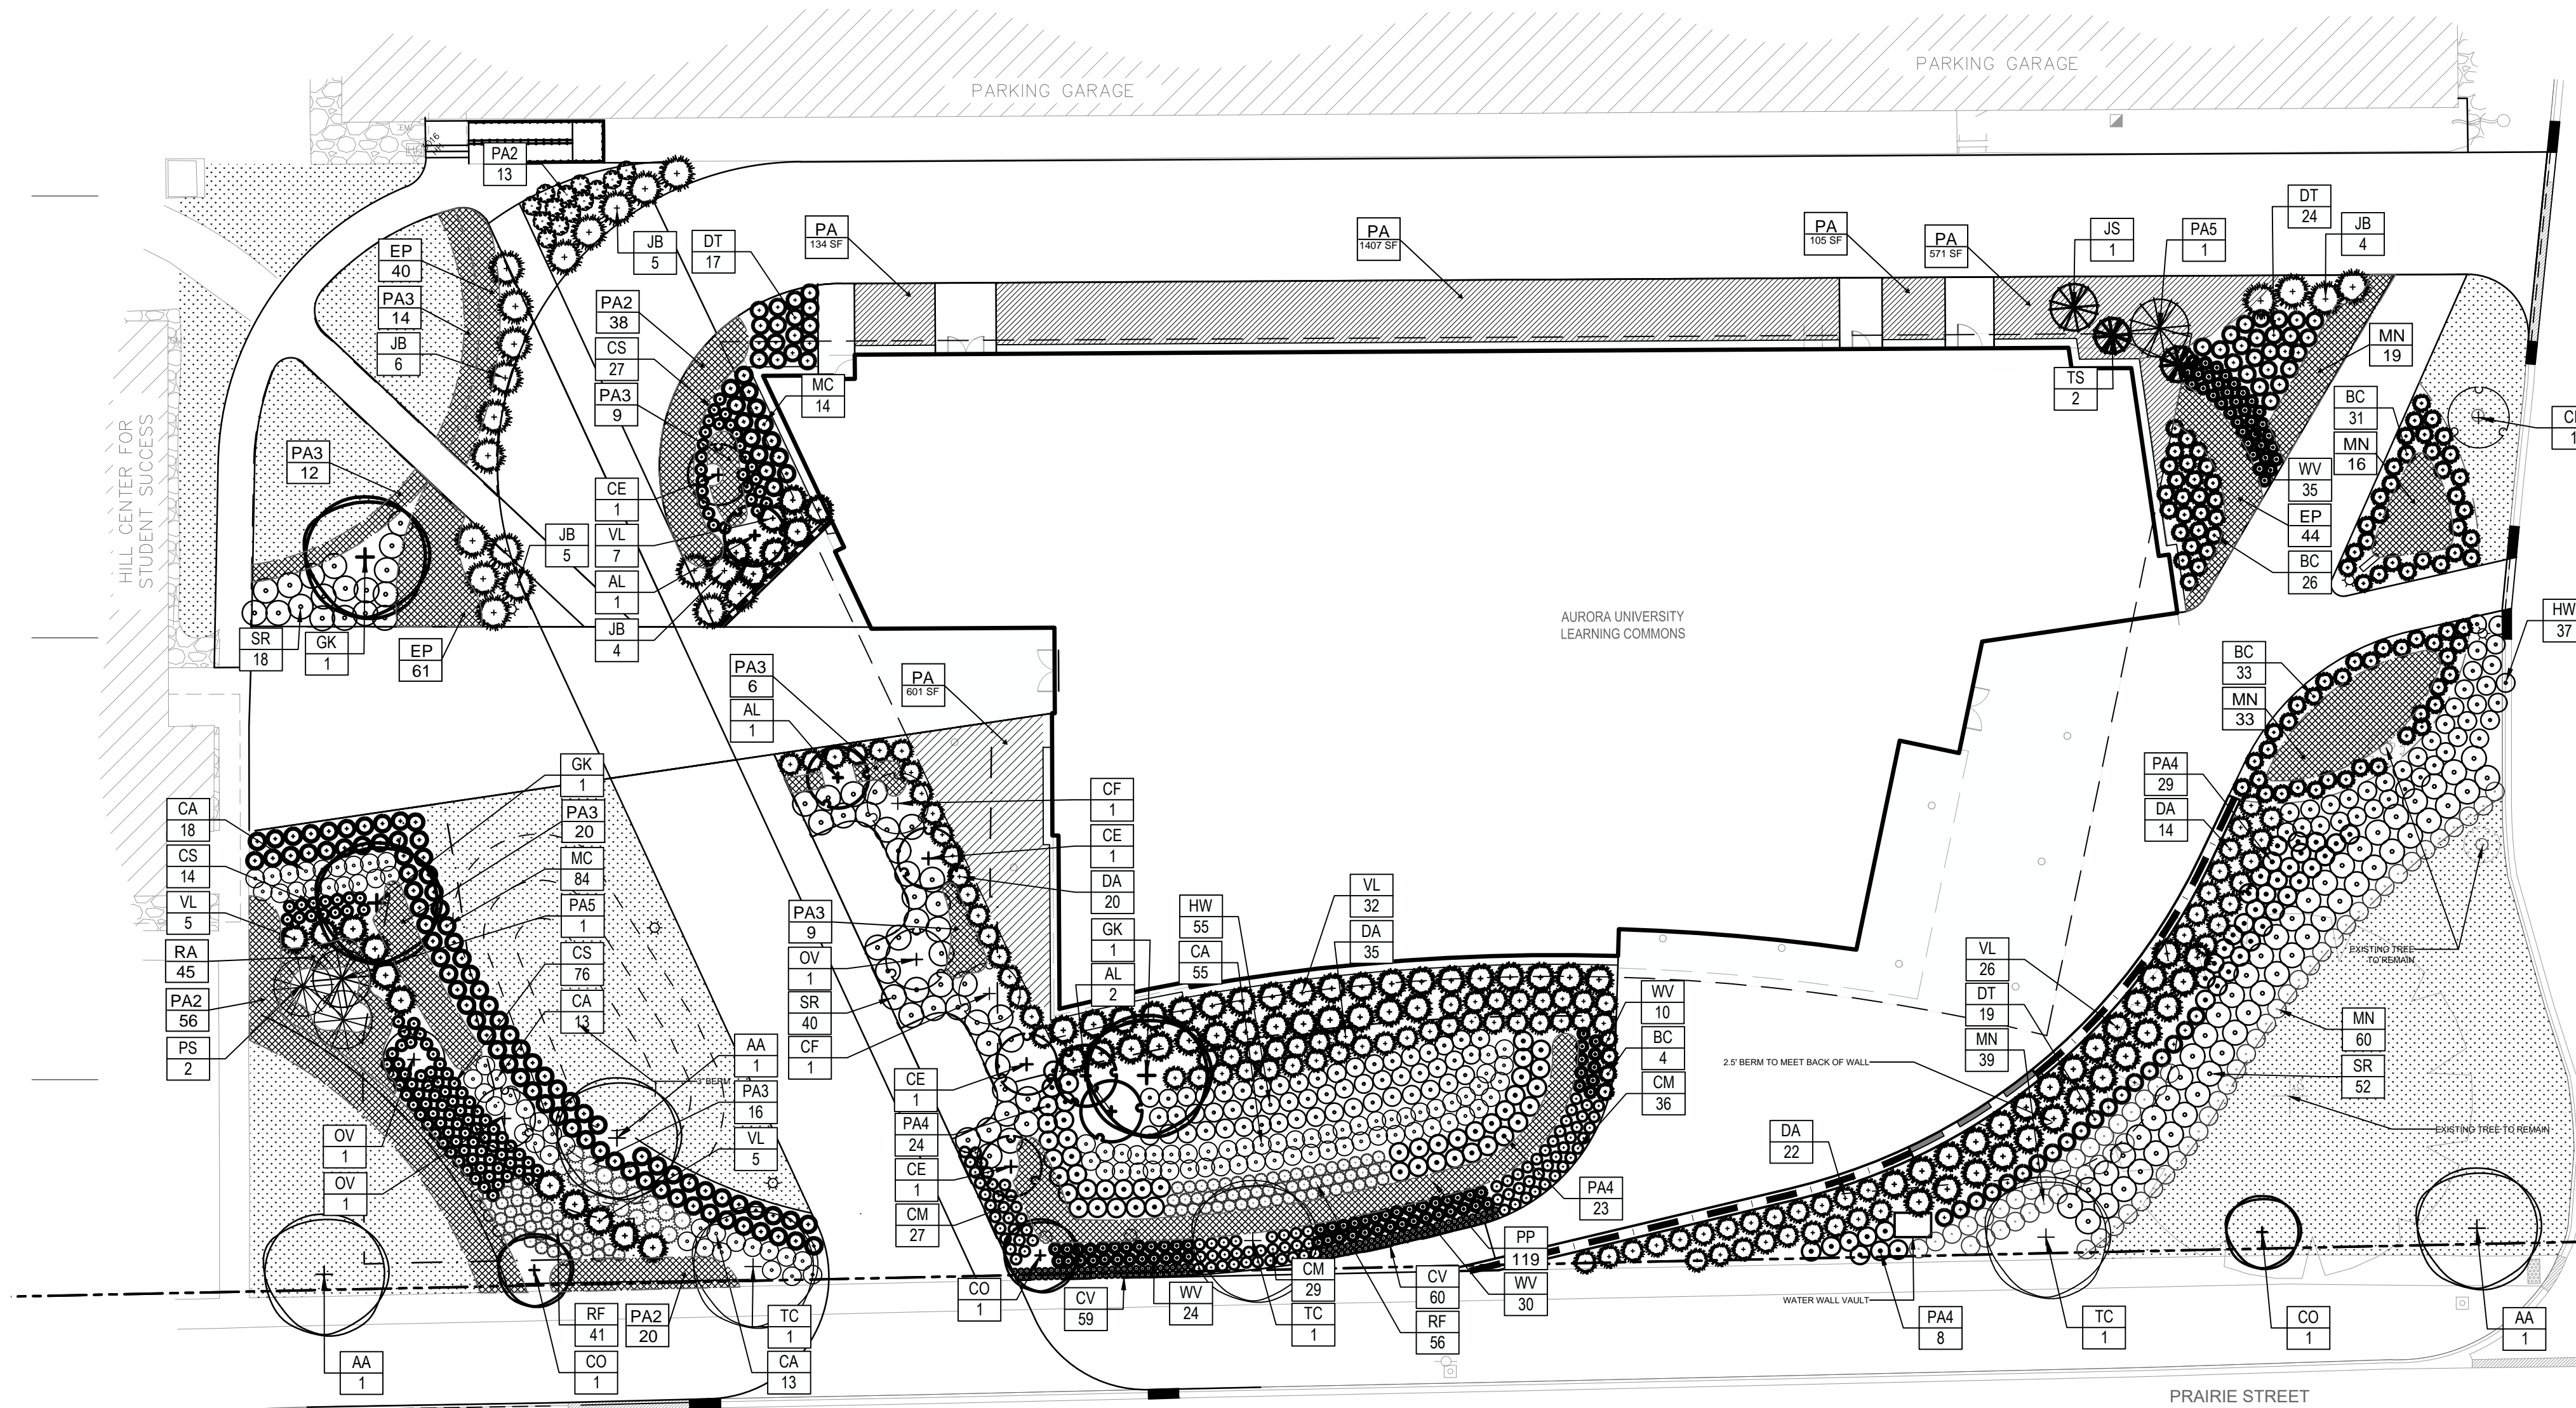 PARKING GARAGE
PARKING GARAGE
PA2
13
EP
40
PA3
14
JB
6
JB
5
DT
17
PA
134 SF
PA
1407 SF
PA
105 SF
PA
571 SF
JS
1
PA5
1
DT
24
JB
4
PA2
38
CS
27
PA3
9
MC
14
TS
2
MN
19
BC
31
MN
16
HILL CENTER FOR
STUDENT SUCCESS
PA3
12
CE
1
VL
7
AL
1
JB
4
JB
5
WV
35
EP
44
BC
26
SR
18
GK
1
EP
61
AURORA UNIVERSITY
LEARNING COMMONS
HW
37
PA3
6
AL
1
PA
601 SF
BC
33
MN
33
CA
18
CS
14
VL
5
RA
45
PA2
56
PS
2
GK
1
PA3
20
MC
84
PA5
1
CS
76
CA
13
CF
1
CE
1
DA
20
GK
1
AL
2
PA4
29
DA
14
PA3
9
OV
1
SR
40
CF
1
HW
55
CA
55
VL
32
DA
35
EXISTING TREE
TO REMAIN
VL
26
DT
19
MN
39
WV
10
BC
4
CM
36
MN
60
SR
52
AA
1
3" BERM
PA3
16
VL
5
2.5' BERM TO MEET BACK OF WALL
EXISTING TREE TO REMAIN
CE
1
PA4
24
CE
1
CM
27
OV
1
OV
1
DA
22
PA4
23
PP
119
WV
30
CO
1
CV
59
WV
24
CM
29
TC
1
CV
60
RF
56
WATER WALL VAULT
PA4
8
TC
1
CO
1
AA
1
AA
1
RF
41
CO
1
PA2
20
TC
1
CA
13
PRAIRIE STREET